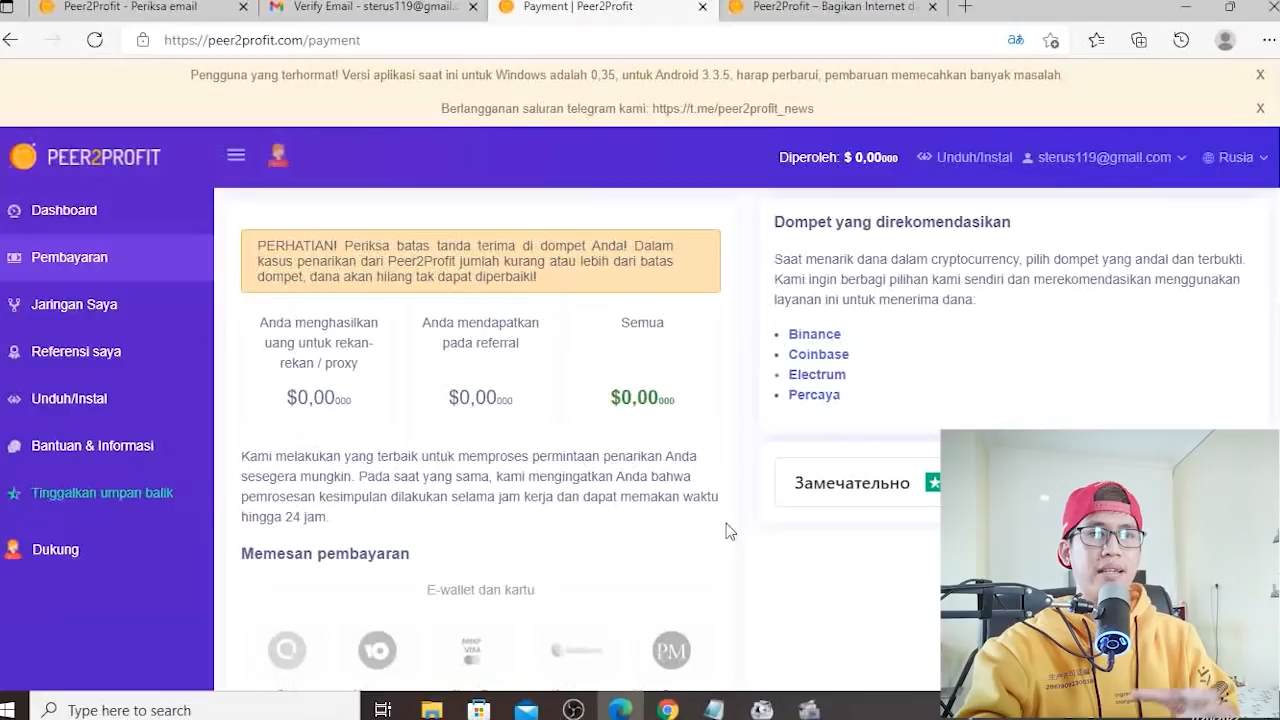 Peer2Profit - Periksa email
Verify Email - sterus119@gmail.c
Payment | Peer2Profit
Peer2Profit – Bagikan Internet d
https://peer2profit.com/payment
Pengguna yang terhormat! Versi aplikasi saat ini untuk Windows adalah 0,35, untuk Android 3.3.5, harap perbarui, pembaruan memecahkan banyak masalah
X
Berlangganan saluran telegram kami: https://t.me/peer2profit_news
X
PEER2PROFIT
Diperoleh: $ 0,00000
Unduh/Instal
sterus119@gmail.com
Rusia
Dashboard
Pembayaran
Jaringan Saya
Referensi saya
Unduh/Instal
Bantuan & Informasi
Tinggalkan umpan balik
Dukung
PERHATIAN! Periksa batas tanda terima di dompet Anda! Dalam
kasus penarikan dari Peer2Profit jumlah kurang atau lebih dari batas
dompet, dana akan hilang tak dapat diperbaiki!
Anda menghasilkan
uang untuk rekan-
rekan / proxy
$0,00000
Anda mendapatkan
pada referral
$0,00000
Semua
$0,00000
Kami melakukan yang terbaik untuk memproses permintaan penarikan Anda
sesegera mungkin. Pada saat yang sama, kami mengingatkan Anda bahwa
pemrosesan kesimpulan dilakukan selama jam kerja dan dapat memakan waktu
hingga 24 jam.
Memesan pembayaran
E-wallet dan kartu
PM
Dompet yang direkomendasikan
Saat menarik dana dalam cryptocurrency, pilih dompet yang andal dan terbukti.
Kami ingin berbagi pilihan kami sendiri dan merekomendasikan menggunakan
layanan ini untuk menerima dana:
Binance
Coinbase
Electrum
Percaya
Замечательно
Type here to search